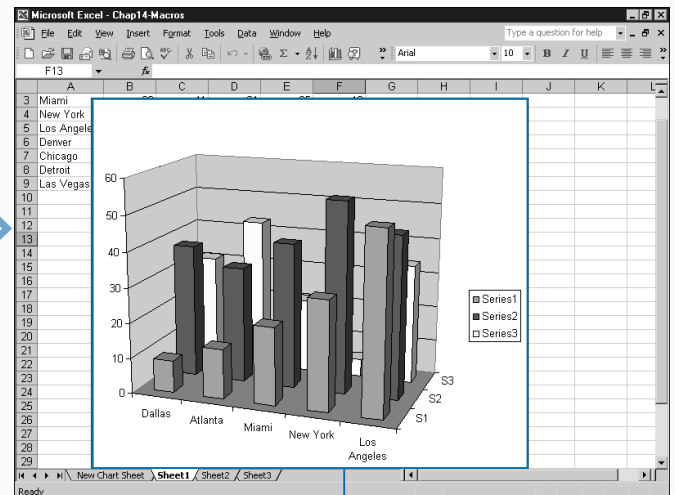 Microsoft Excel - Chap14-Macros
File Edit View Insert Format Tools Data Window Help Type a question for help
Arial 10 B I U
F13 fx
A B C D E F G H I J K L
3 Miami
4 New York
5 Los Angele
6 Denver
7 Chicago
8 Detroit
9 Las Vegas
10
11
12
13
14
15
16
17
18
19
20
21
22
23
24
25
26
27
28
29
60
50
40
30
20
10
0
Dallas
Atlanta
Miami
New York
Los
Angeles
S1
S2
S3
Series1
Series2
Series3
New Chart Sheet Sheet1 Sheet2 Sheet3
Ready